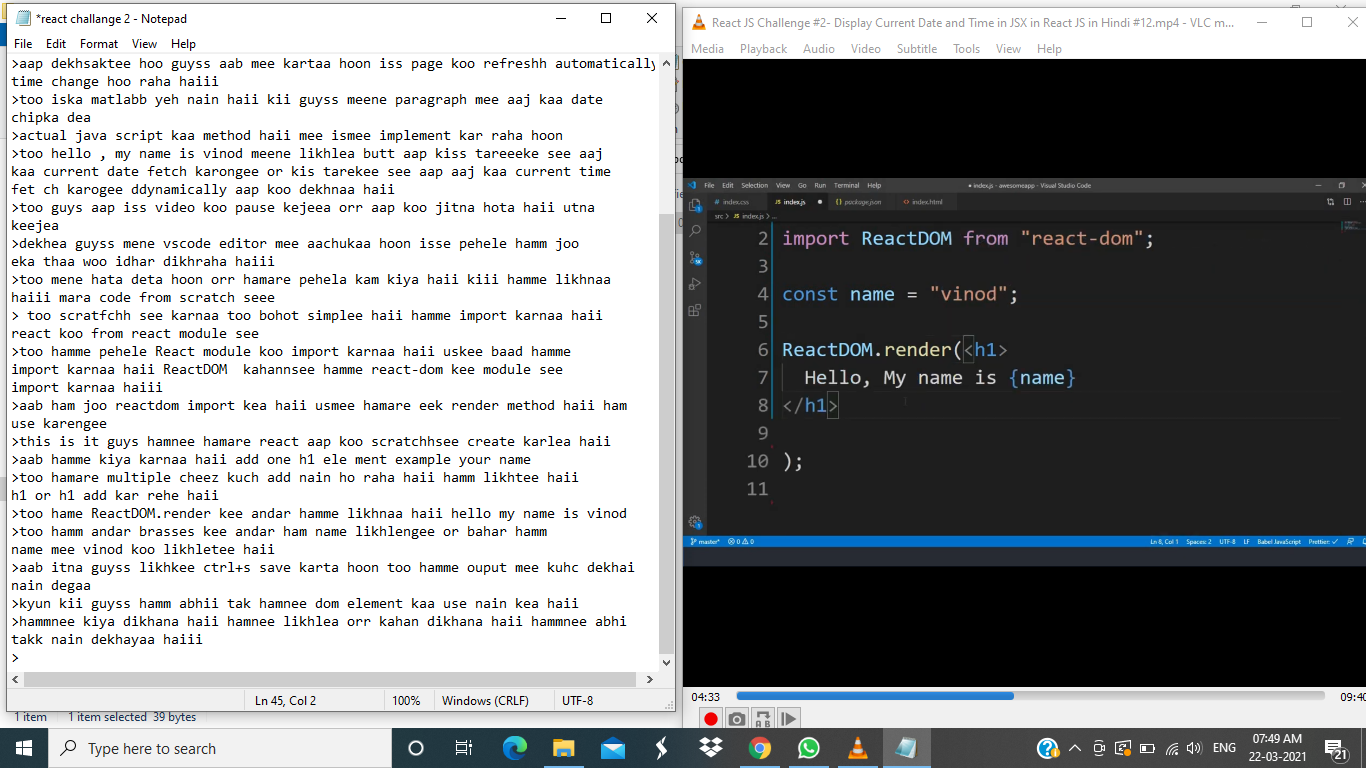 *react challange 2 - Notepad
File Edit Format View Help
>aap dekhsaktee hoo guyss aab mee kartaa hoon iss page koo refreshh automatically
time change hoo raha haiii
>too iska matlabb yeh nain haii kii guyss meene paragraph mee aaj kaa date
chipka dea
>actual java script kaa method haii mee ismee implement kar raha hoon
>too hello , my name is vinod meene likhlea butt aap kiss tareeeke see aaj
kaa current date fetch karongee or kis tarekee see aap aaj kaa current time
fet ch karogee ddynamically aap koo dekhnaa haii
>too guys aap iss video koo pause kejeea orr aap koo jitna hota haii utna
keejea
>dekhea guyss mene vscode editor mee aachukaa hoon isse pehele hamm joo
eka thaa woo idhar dikhraha haiii
>too mene hata deta hoon orr hamare pehela kam kiya haii kiii hamme likhnaa
haiii mara code from scratch seee
> too scratfchh see karnaa too bohot simplee haii hamme import karnaa haii
react koo from react module see
>too hamme pehele React module koo import karnaa haii uskee baad hamme
import karnaa haii ReactDOM  kahannsee hamme react-dom kee module see
import karnaa haiii
>aab ham joo reactdom import kea haii usmee hamare eek render method haii ham
use karengee
>this is it guys hamnee hamare react aap koo scratchhsee create karlea haii
>aab hamme kiya karnaa haii add one h1 ele ment example your name
>too hamare multiple cheez kuch add nain ho raha haii hamm likhtee haii
h1 or h1 add kar rehe haii
>too hame ReactDOM.render kee andar hamme likhnaa haii hello my name is vinod
>too hamm andar brasses kee andar ham name likhlengee or bahar hamm
name mee vinod koo likhletee haii
>aab itna guyss likhkee ctrl+s save karta hoon too hamme ouput mee kuhc dekhai
nain degaa
>kyun kii guyss hamm abhii tak hamnee dom element kaa use nain kea haii
>hammnee kiya dikhana haii hamnee likhlea orr kahan dikhana haii hammnee abhi
takk nain dekhayaa haiii
>
Ln 45, Col 2 100% Windows (CRLF) UTF-8
1 item 1 item selected 39 bytes
React JS Challenge #2- Display Current Date and Time in JSX in React JS in Hindi #12.mp4 - VLC m...
Media Playback Audio Video Subtitle Tools View Help
File Edit Selection View Go Run Terminal Help ● index.js - awesomeapp - Visual Studio Code
index.css JS index.js ● {} package.json <> index.html
src > JS index.js > ...
2 import ReactDOM from "react-dom";
3
4 const name = "vinod";
5
6 ReactDOM.render(<h1>
7 Hello, My name is {name}
8 </h1>
9
10 );
11
master* 0 0 Ln 8, Col 1 Spaces: 2 UTF-8 LF Babel JavaScript Prettier: ✓
04:33 09:40
Type here to search
ENG 07:49 AM
22-03-2021
21